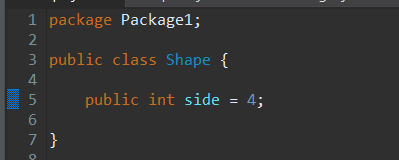 1 package Package1;
2
3 public class Shape {
4
5 public int side = 4;
6
7 }